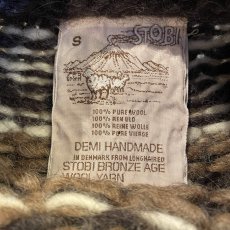 S
STOBI
100% PURE WOOL
100% REN ULD
100% REINE WOLLE
100% PURE VIRAGE
DEMI HANDMADE
IN DENMARK FROM LONGHAIRED
STOBI BRONZE AGE
WOOL YARN